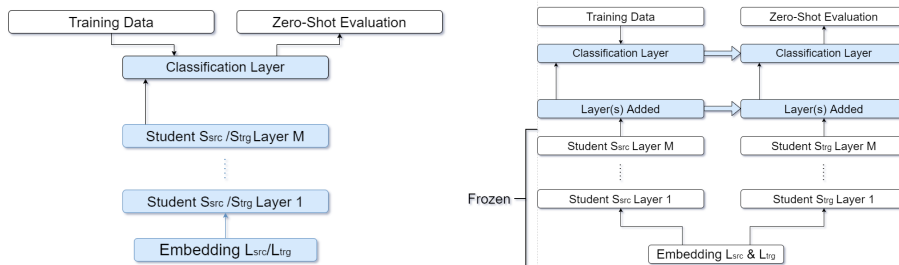 Training Data
Zero-Shot Evaluation
Classification Layer
Student Ssrc /Strg Layer M
Student Ssrc /Strg Layer 1
Embedding Lsrc/Ltrg
Training Data
Zero-Shot Evaluation
Classification Layer
Classification Layer
Layer(s) Added
Layer(s) Added
Student Ssrc Layer M
Student Strg Layer M
Frozen
Student Ssrc Layer 1
Student Strg Layer 1
Embedding Lsrc & Ltrg